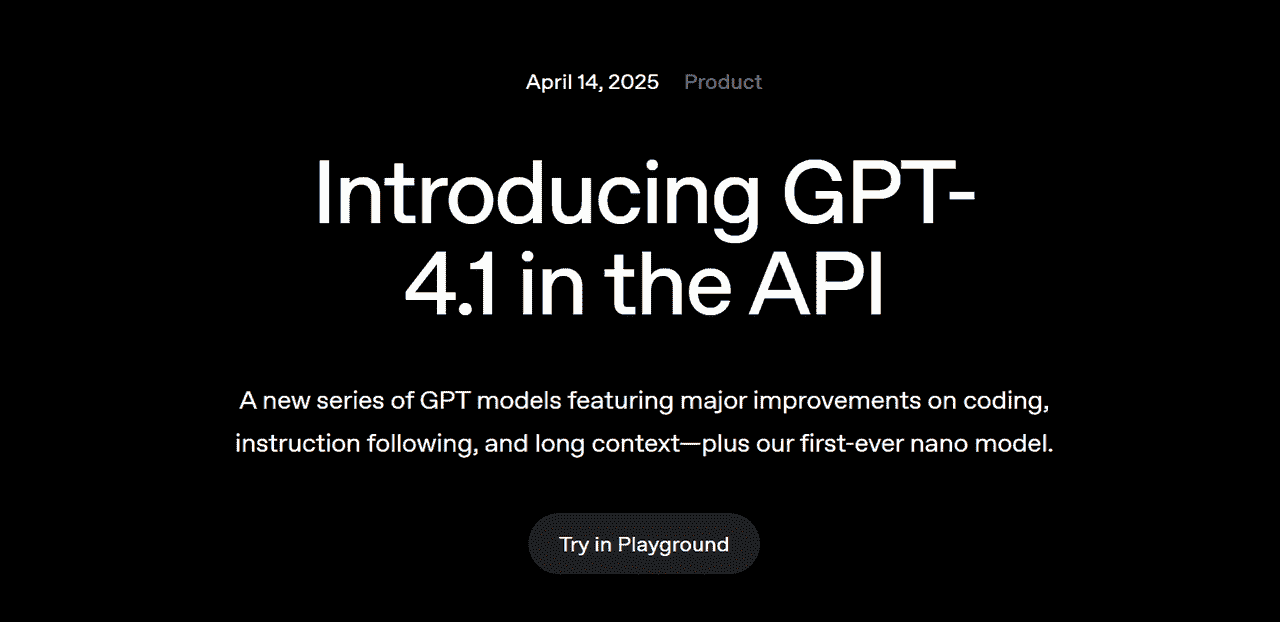 April 14, 2025 Product
Introducing GPT-
4.1 in the API
A new series of GPT models featuring major improvements on coding,
instruction following, and long context—plus our first-ever nano model.
Try in Playground